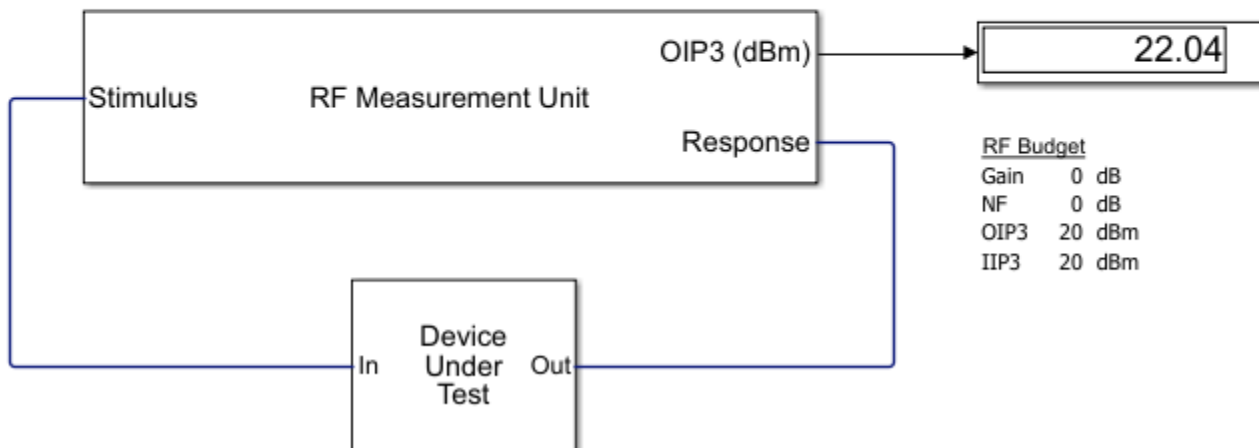 OIP3 (dBm)
22.04
Stimulus
RF Measurement Unit
Response
RF Budget
Gain 0 dB
NF 0 dB
OIP3 20 dBm
IIP3 20 dBm
Device
Under
Test
In
Out